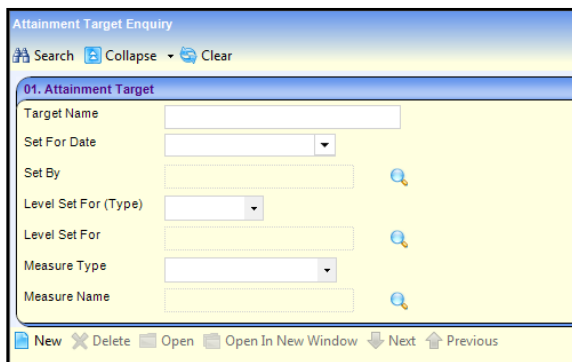 Attainment Target Enquiry
Search Collapse Clear
01. Attainment Target
Target Name
Set For Date
Set By
Level Set For (Type)
Level Set For
Measure Type
Measure Name
New Delete Open Open In New Window Next Previous